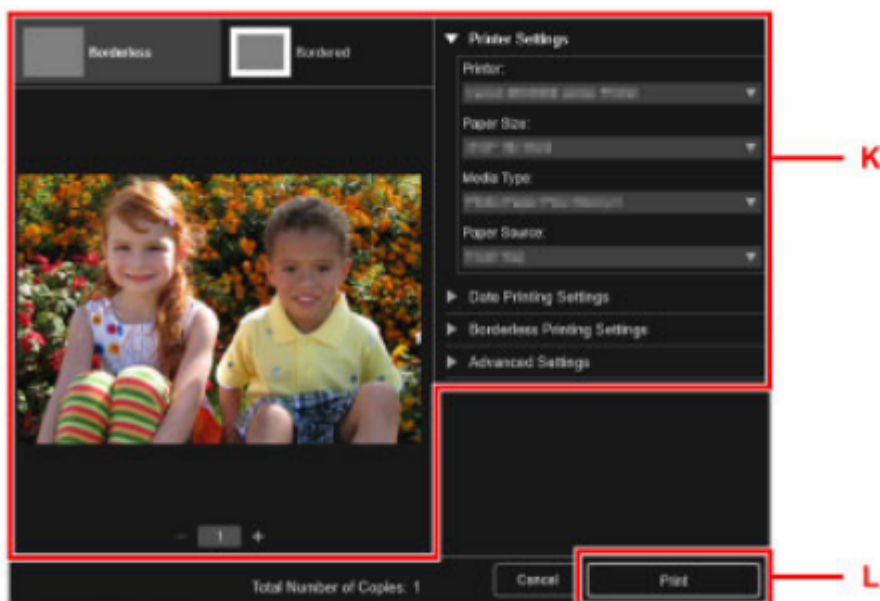 Borderless
Bordered
Printer Settings
Printer:
Paper Size:
Media Type:
Paper Source:
Date Printing Settings
Borderless Printing Settings
Advanced Settings
K
1
Total Number of Copies: 1
Cancel
Print
L